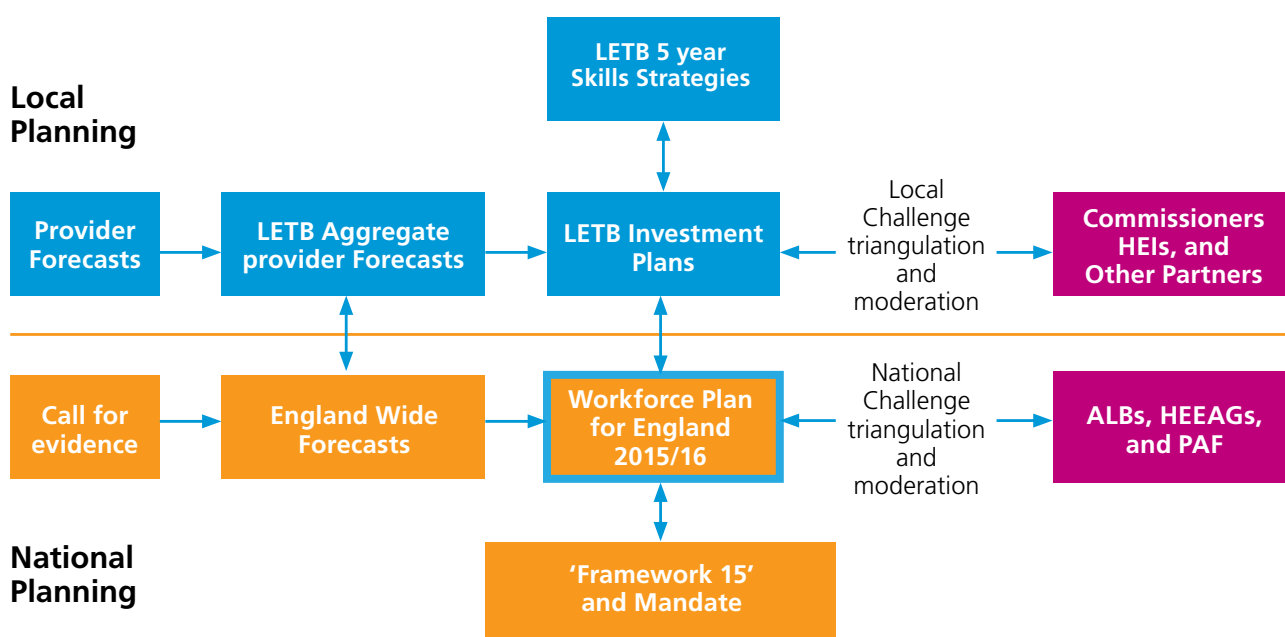 LETB 5 year
Skills Strategies
Local
Planning
Provider
Forecasts
LETB Aggregate
provider Forecasts
LETB Investment
Plans
Local
Challenge
triangulation
and
moderation
Commissioners
HEIs, and
Other Partners
Call for
evidence
England Wide
Forecasts
Workforce Plan
for England
2015/16
National
Challenge
triangulation
and
moderation
ALBs, HEEAGs,
and PAF
National
Planning
‘Framework 15’
and Mandate